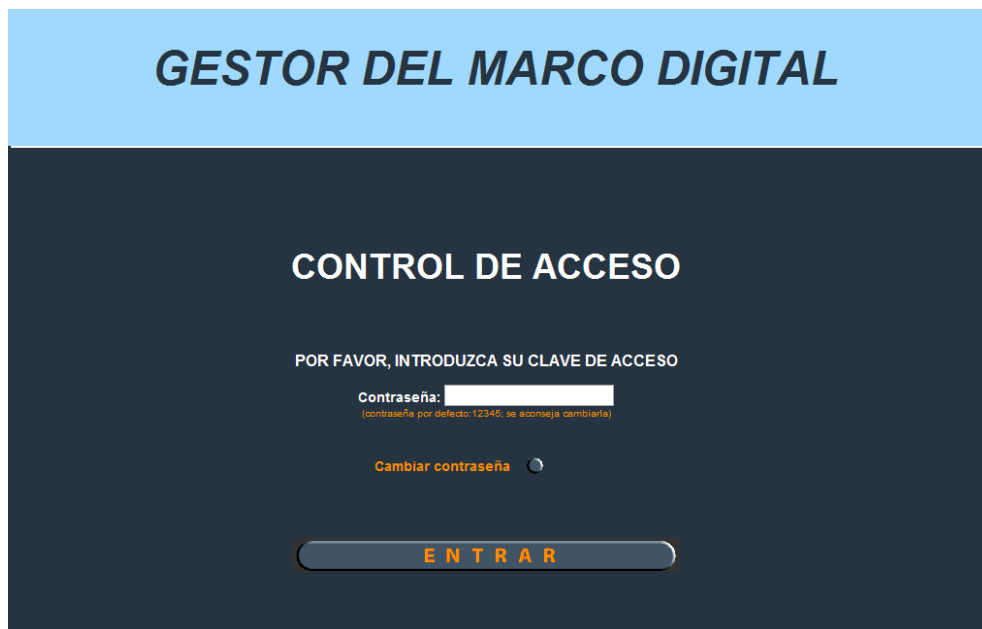 GESTOR DEL MARCO DIGITAL
CONTROL DE ACCESO
POR FAVOR, INTRODUZCA SU CLAVE DE ACCESO
Contraseña:
(contraseña por defecto:12345; se aconseja cambiarla)
Cambiar contraseña
ENTRAR